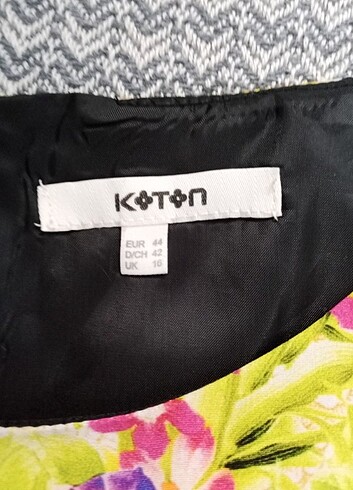 KOTON
EUR 44
D/CH 42
UK 16